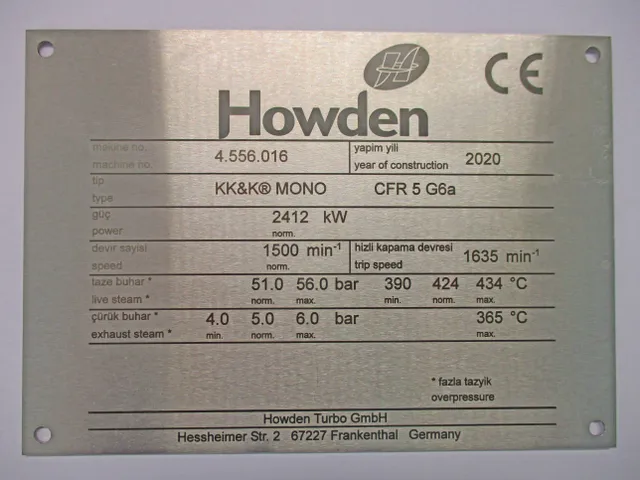 H
CE
Howden
makine no. 4.556.016 yapim yili
machine no. year of construction 2020
tip KK&K® MONO CFR 5 G6a
type
güç 2412 kW
power norm.
devir sayisi 1500 min-1 hizli kapama devresi 1635 min-1
speed norm. trip speed
taze buhar * 51.0 56.0 bar 390 424 434 °C
live steam * norm. max. min. norm. max.
çürük buhar * 4.0 5.0 6.0 bar 365 °C
exhaust steam * min. norm. max. max.
* fazla tazyik
overpressure
Howden Turbo GmbH
Hessheimer Str. 2 67227 Frankenthal Germany